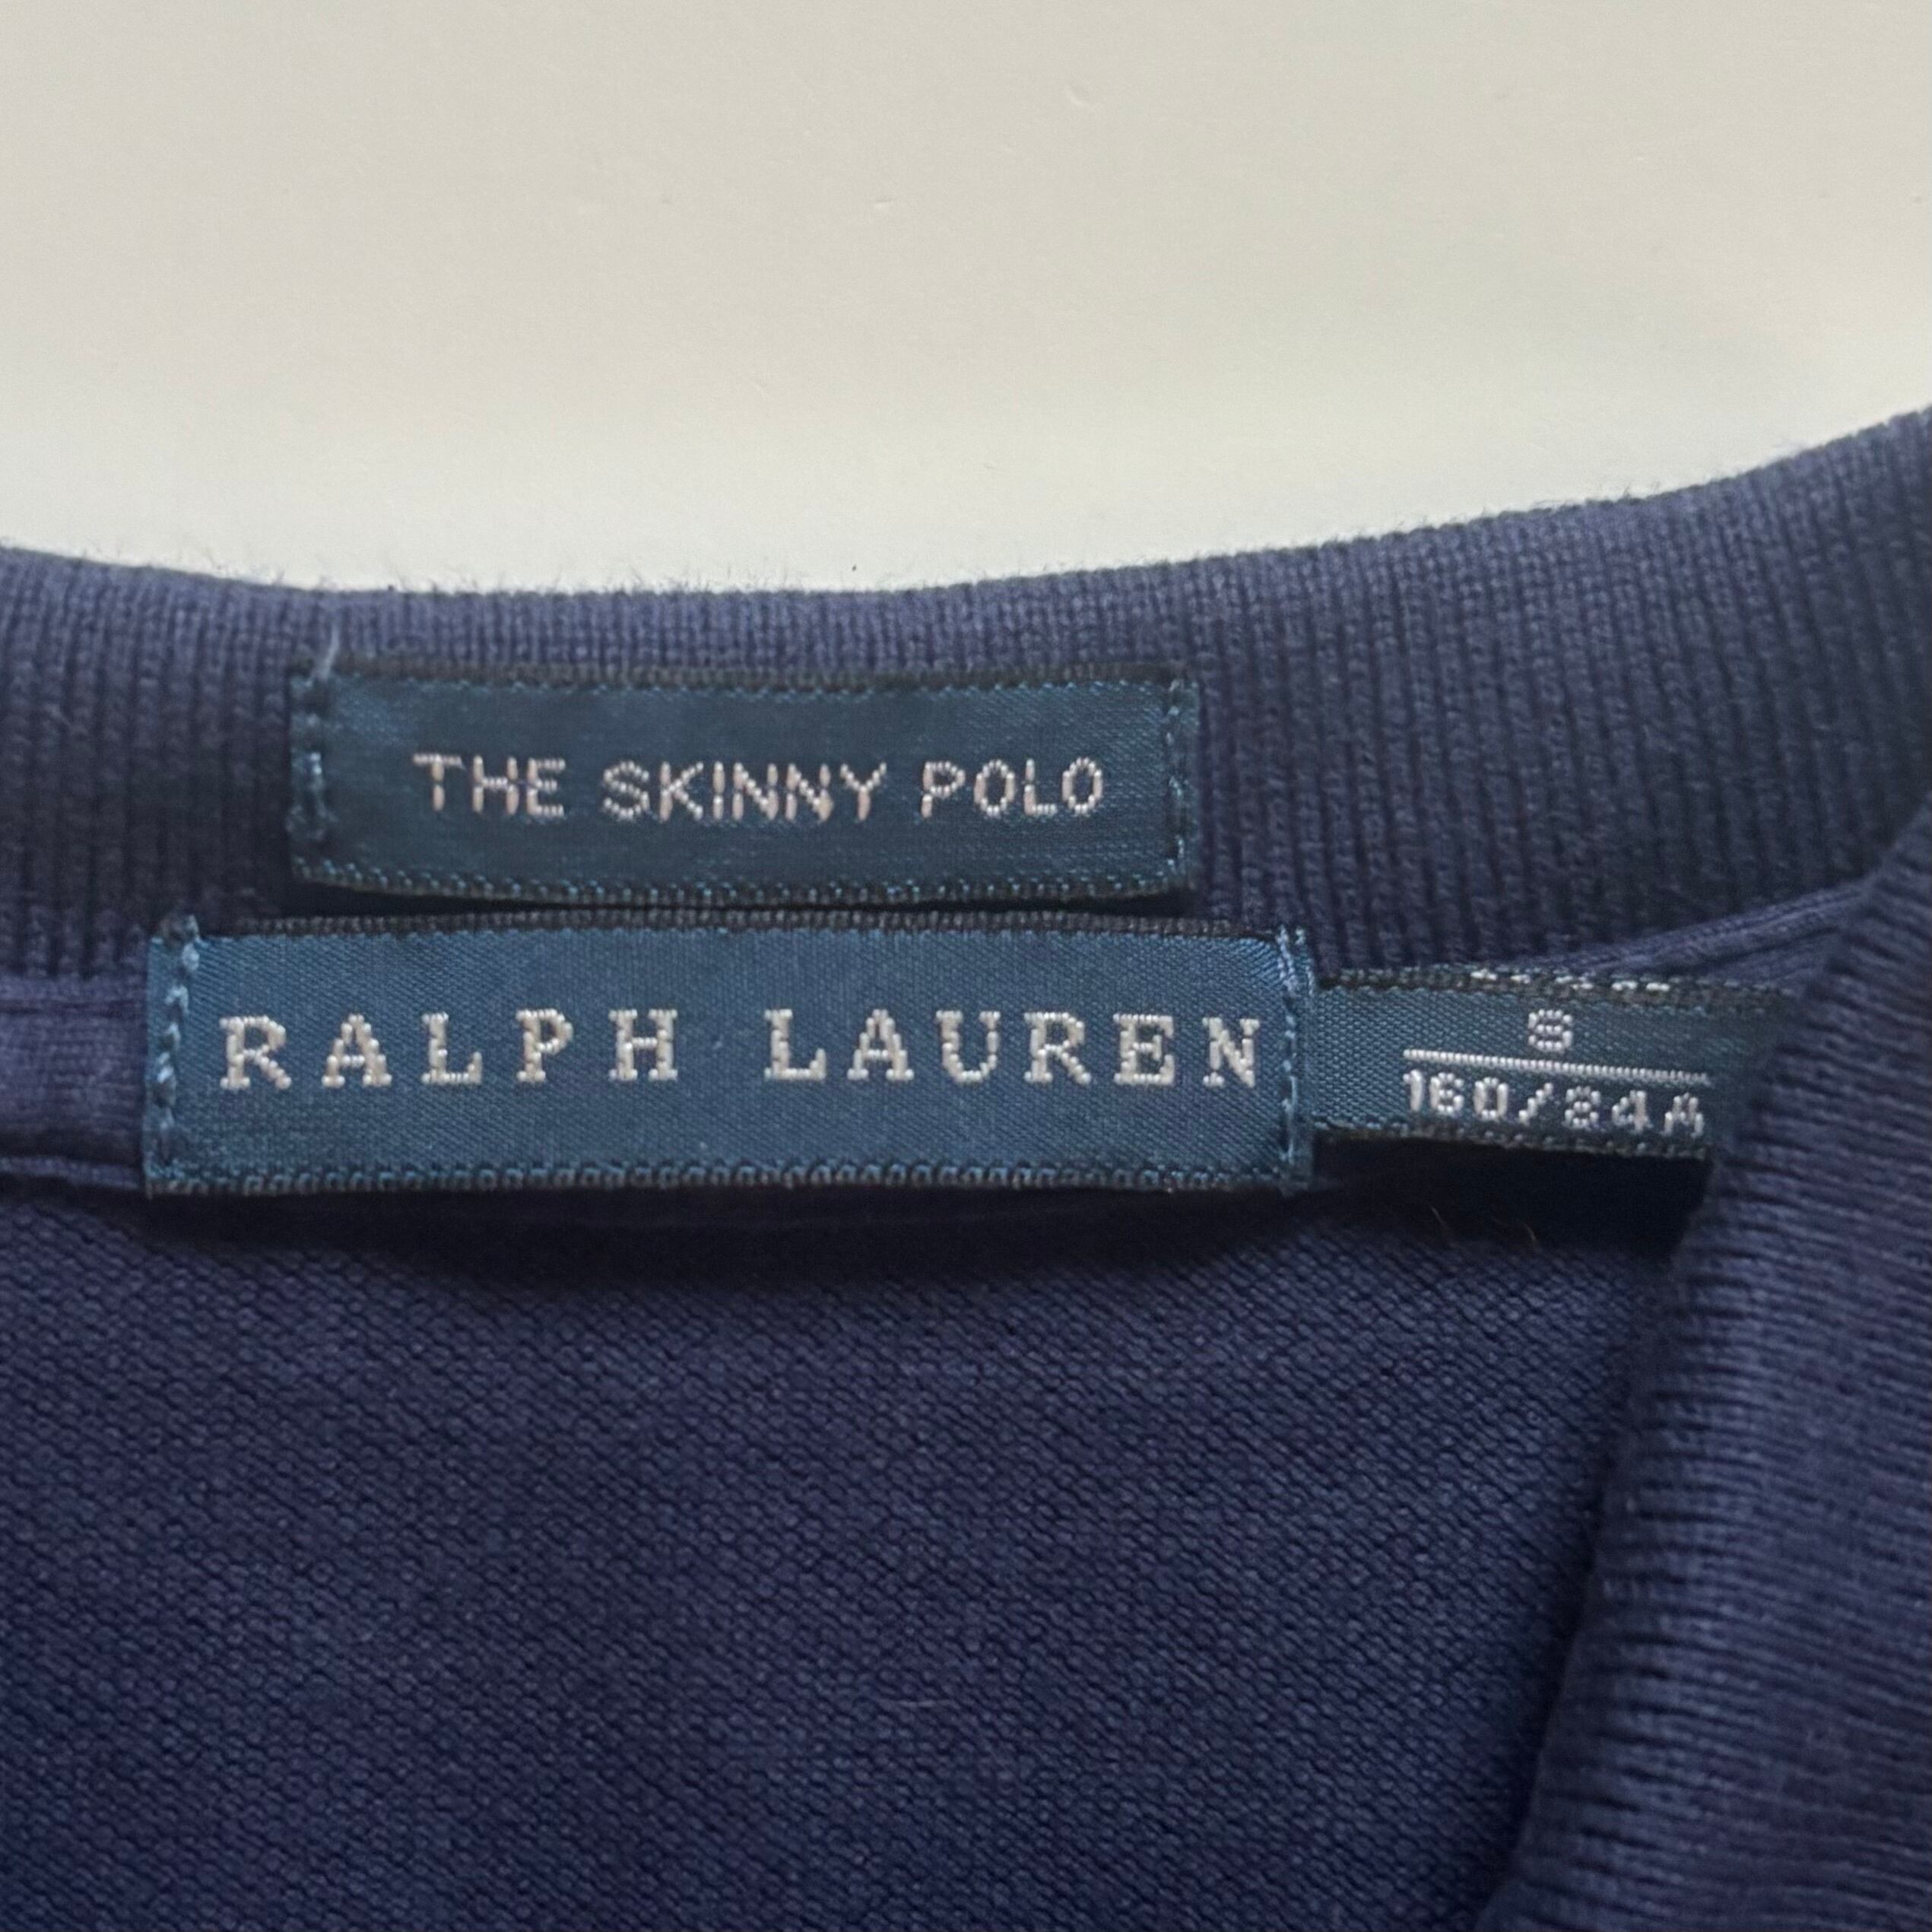 THE SKINNY POLO
RALPH LAUREN
S
160/84A